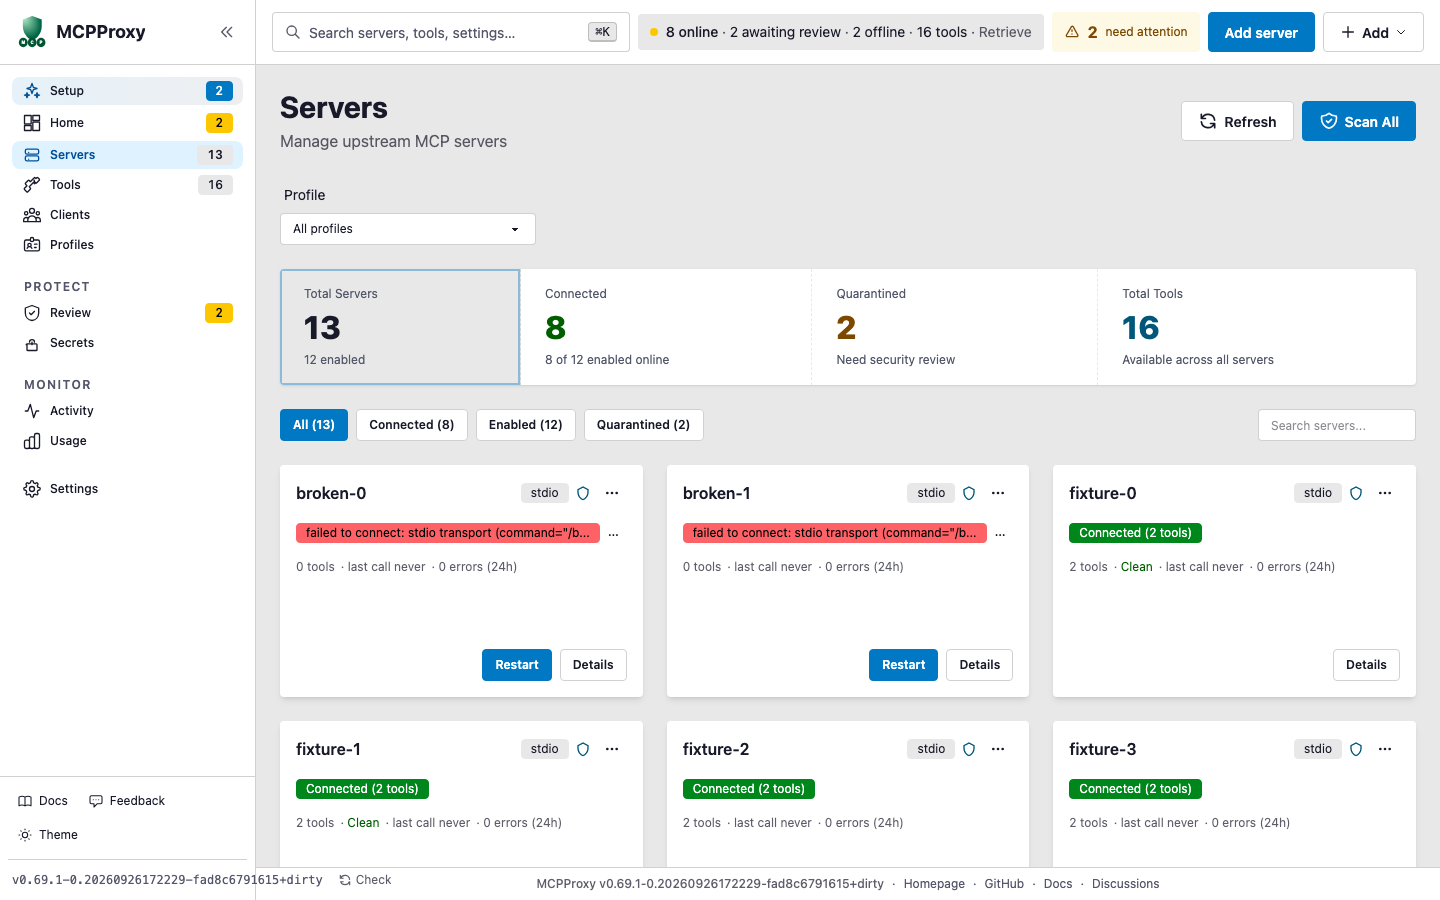 MCPProxy
Search servers, tools, settings...
⌘K
8 online · 2 awaiting review · 2 offline · 16 tools · Retrieve
2 need attention
Add server
Add
Setup 2
Home 2
Servers 13
Tools 16
Clients
Profiles
PROTECT
Review 2
Secrets
MONITOR
Activity
Usage
Settings
Docs
Feedback
Theme
v0.69.1-0.20260926172229-fad8c6791615+dirty
Check
Servers
Manage upstream MCP servers
Refresh
Scan All
Profile
All profiles
Total Servers
13
12 enabled
Connected
8
8 of 12 enabled online
Quarantined
2
Need security review
Total Tools
16
Available across all servers
All (13)
Connected (8)
Enabled (12)
Quarantined (2)
Search servers...
broken-0
stdio
failed to connect: stdio transport (command="/b...
0 tools · last call never · 0 errors (24h)
Restart
Details
broken-1
stdio
failed to connect: stdio transport (command="/b...
0 tools · last call never · 0 errors (24h)
Restart
Details
fixture-0
stdio
Connected (2 tools)
2 tools · Clean · last call never · 0 errors (24h)
Details
fixture-1
stdio
Connected (2 tools)
2 tools · Clean · last call never · 0 errors (24h)
fixture-2
stdio
Connected (2 tools)
2 tools · last call never · 0 errors (24h)
fixture-3
stdio
Connected (2 tools)
2 tools · last call never · 0 errors (24h)
MCPProxy v0.69.1-0.20260926172229-fad8c6791615+dirty · Homepage · GitHub · Docs · Discussions